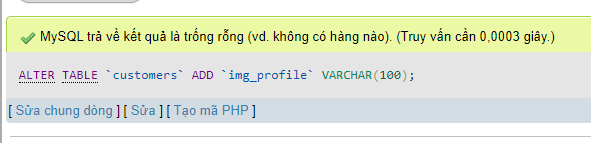 MySQL trả về kết quả là trống rỗng (vd. không có hàng nào). (Truy vấn cần 0,0003 giây.)
ALTER TABLE `customers` ADD `img_profile` VARCHAR(100);
[ Sửa chung dòng ] [ Sửa ] [ Tạo mã PHP ]